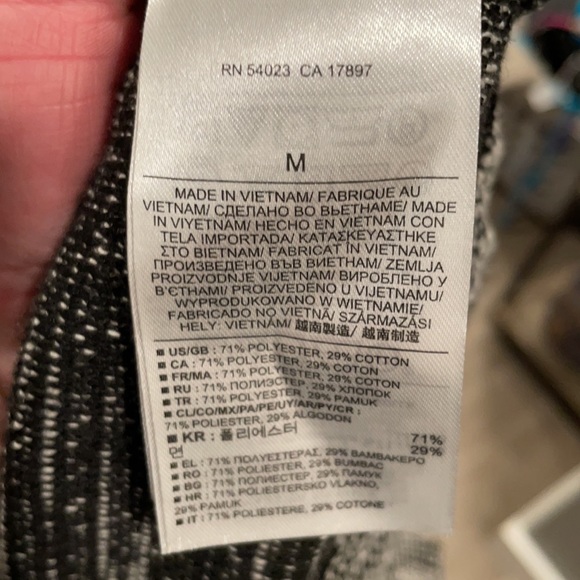 RN 54023 CA 17897
M
MADE IN VIETNAM/ FABRIQUE AU
VIETNAM/ СДЕЛАНО ВО ВЬЕТНАМЕ/ MADE
IN VIYETNAM/ HECHO EN VIETNAM CON
TELA IMPORTADA/ ΚΑΤΑΣΚΕΥΑΣΤΗΚΕ
ΣΤΟ ΒΙΕΤΝΑΜ/ FABRICAT ÎN VIETNAM/
ПРОИЗВЕДЕНО ВЪВ ВИЕТНАМ/ ZEMLJA
PROIZVODNJE VIJETNAM/ ВИРОБЛЕНО У
В'ЄТНАМІ/ PROIZVEDENO U VIJETNAMU/
WYPRODUKOWANO W WIETNAMIE/
FABRICADO NO VIETNÃ/ SZÁRMAZÁSI
HELY: VIETNÁM/ 越南製造/ 越南制造
■ US/GB : 71% POLYESTER, 29% COTTON
■ CA : 71% POLYESTER, 29% COTON
■ FR/MA : 71% POLYESTER, 29% COTON
■ RU : 71% ПОЛИЭСТЕР, 29% ХЛОПОК
■ TR : 71% POLYESTER, 29% PAMUK
■ CL/CO/MX/PA/PE/UY/AR/PY/CR :
71% POLIESTER, 29% ALGODON
■ KR : 폴리에스터 71%
면 29%
■ EL : 71% ΠΟΛΥΕΣΤΕΡΑΣ, 29% ΒΑΜΒΑΚΕΡΟ
■ RO : 71% POLIESTER, 29% BUMBAC
■ BG : 71% ПОЛИЕСТЕР, 29% ПАМУК
■ HR : 71% POLIESTERSKO VLAKNO,
29% PAMUK
■ IT : 71% POLIESTERE, 29% COTONE